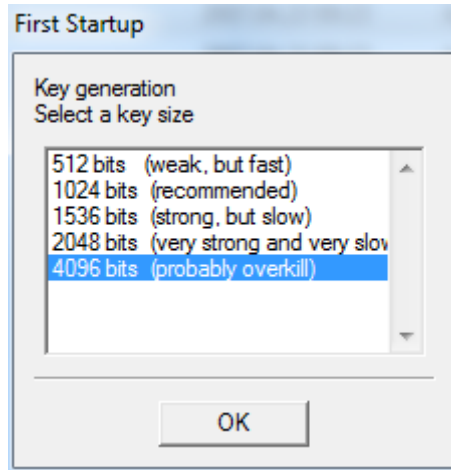 First Startup
Key generation
Select a key size
512 bits (weak, but fast)
1024 bits (recommended)
1536 bits (strong, but slow)
2048 bits (very strong and very slow
4096 bits (probably overkill)
OK